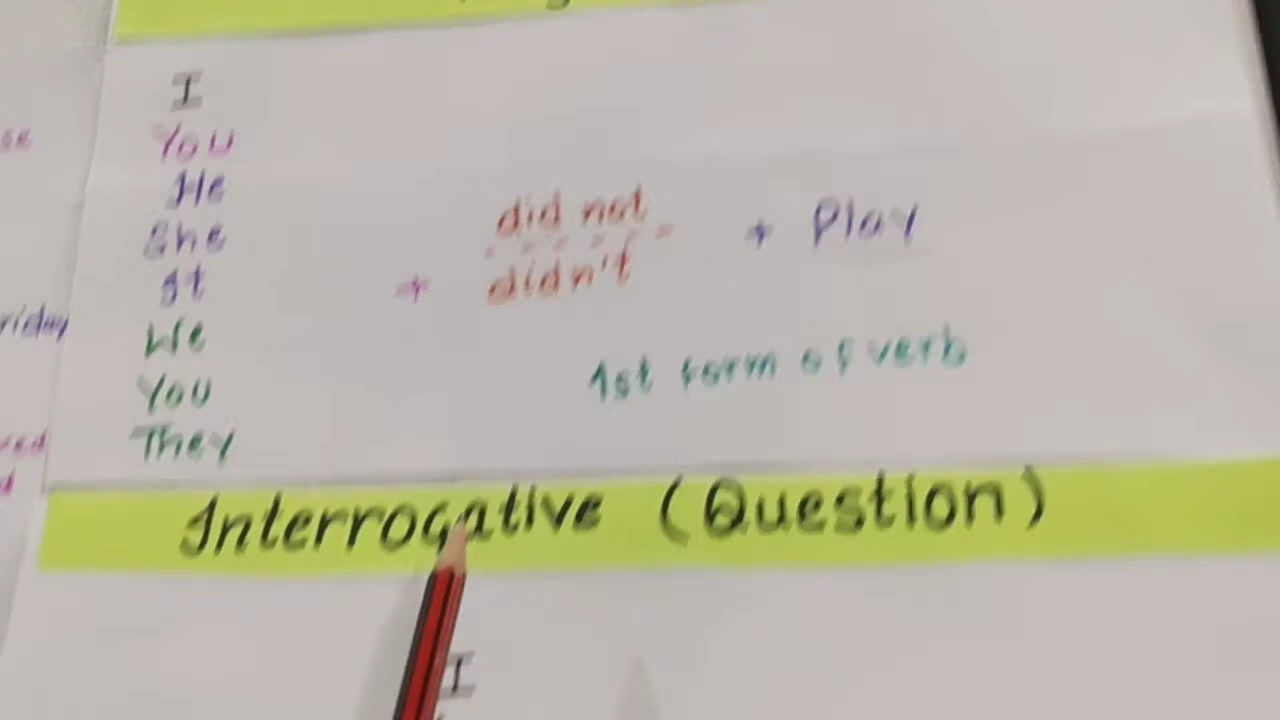 I
You
He
She
It
We
You
They
+ did not
didn't
+ Play
1st form of verb
Interrogative (Question)
I